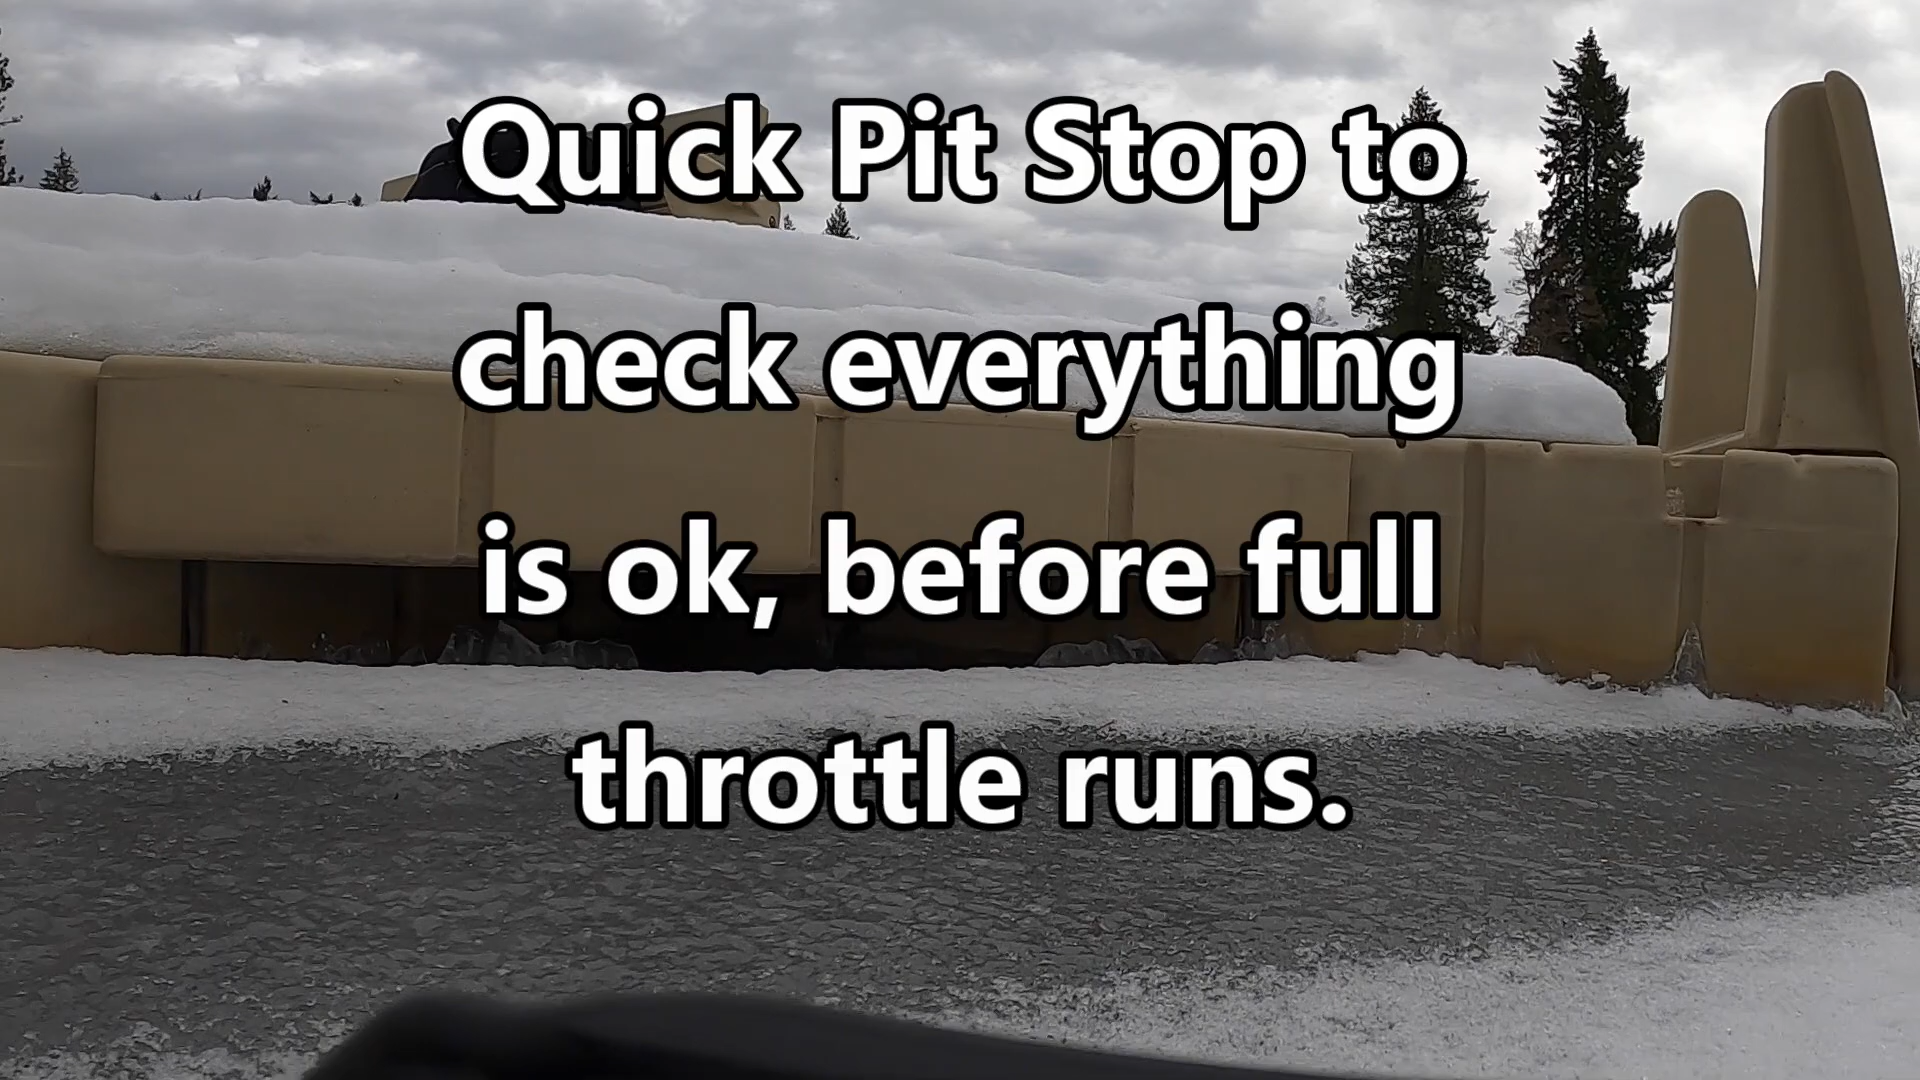 Quick Pit Stop to
check everything
is ok, before full
throttle runs.